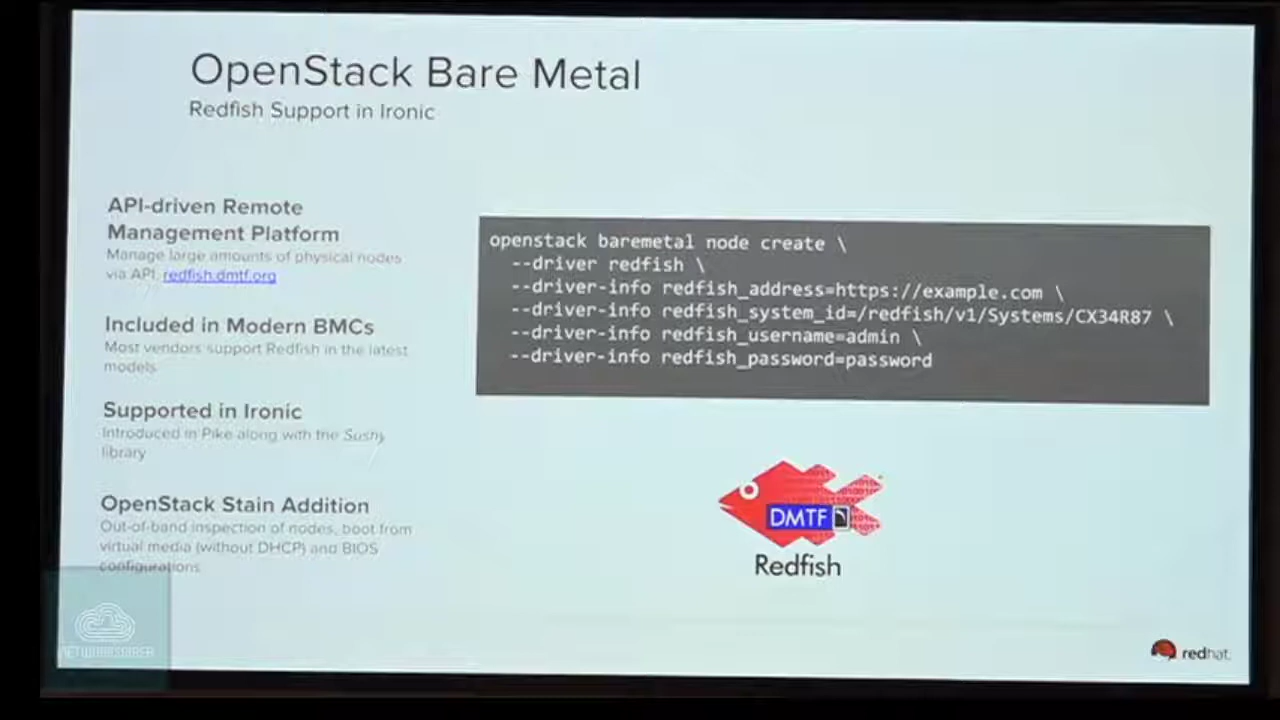 OpenStack Bare Metal
Redfish Support in Ironic
API-driven Remote
Management Platform
Manage large amounts of physical nodes
via API. redfish.dmtf.org
Included in Modern BMCs
Most vendors support Redfish in the latest
models
Supported in Ironic
Introduced in Pike along with the Sushy
library
OpenStack Stain Addition
Out-of-band inspection of nodes, boot from
virtual media (without DHCP) and BIOS
configurations
openstack baremetal node create \
--driver redfish \
--driver-info redfish_address=https://example.com \
--driver-info redfish_system_id=/redfish/v1/Systems/CX34R87 \
--driver-info redfish_username=admin \
--driver-info redfish_password=password
DMTF
Redfish
redhat.